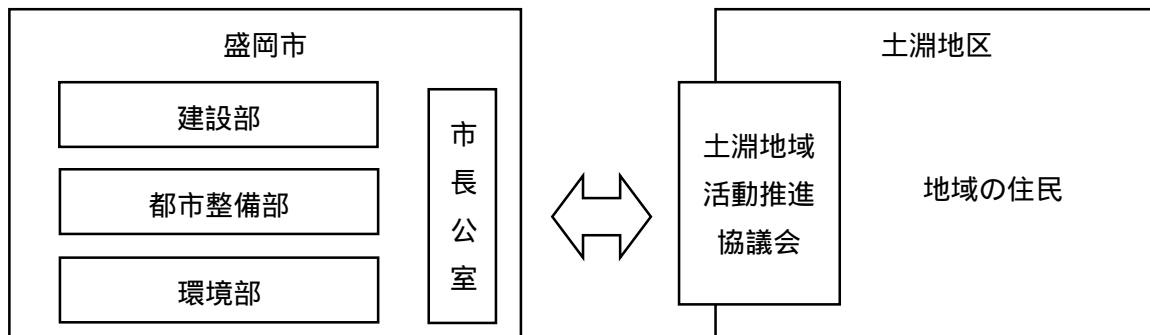 盛岡市
建設部
都市整備部
環境部
市長公室
土淵地区
土淵地域
活動推進
協議会
地域の住民